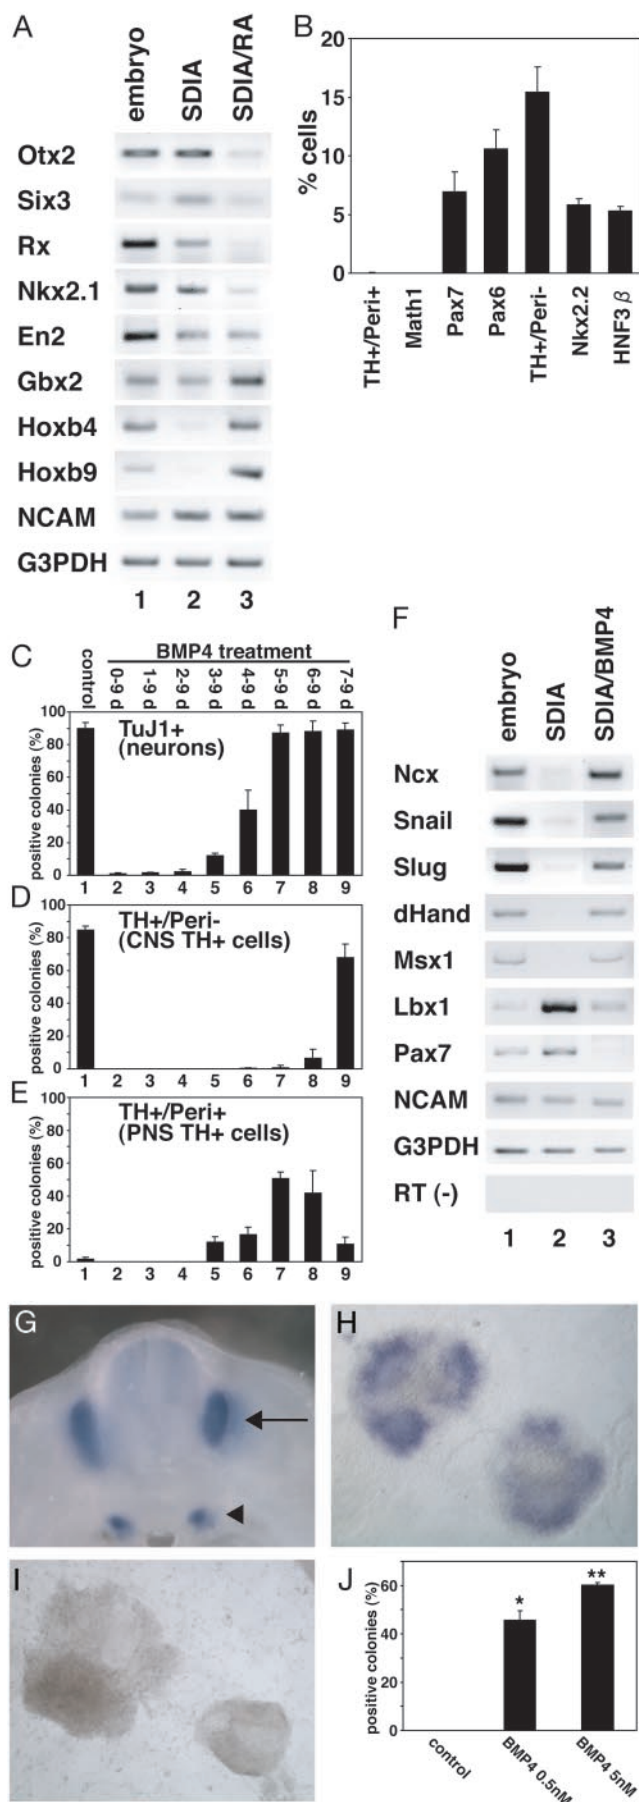 A
embryo
SDIA
SDIA/RA
Otx2
Six3
Rx
Nkx2.1
En2
Gbx2
Hoxb4
Hoxb9
NCAM
G3PDH
1 2 3
B
% cells
20
15
10
5
0
TH+/Peri+
Math1
Pax7
Pax6
TH+/Peri-
Nkx2.2
HNF3 β
C
control
BMP4 treatment
0-9 d
1-9 d
2-9 d
3-9 d
4-9 d
5-9 d
6-9 d
7-9 d
positive colonies (%)
100
80
60
40
20
0
TuJ1+
(neurons)
1 2 3 4 5 6 7 8 9
D
positive colonies (%)
100
80
60
40
20
0
TH+/Peri-
(CNS TH+ cells)
1 2 3 4 5 6 7 8 9
E
positive colonies (%)
100
80
60
40
20
0
TH+/Peri+
(PNS TH+ cells)
1 2 3 4 5 6 7 8 9
F
embryo
SDIA
SDIA/BMP4
Ncx
Snail
Slug
dHand
Msx1
Lbx1
Pax7
NCAM
G3PDH
RT (-)
1 2 3
G
H
I
J
positive colonies (%)
60
40
20
0
*
**
control
BMP4 0.5nM
BMP4 5nM